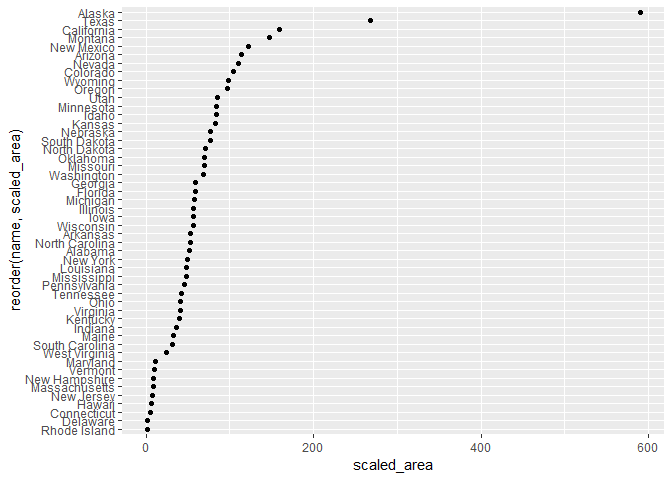 Alaska
Texas
California
Montana
New Mexico
Arizona
Nevada
Colorado
Wyoming
Oregon
Utah
Minnesota
Idaho
Kansas
Nebraska
South Dakota
North Dakota
Oklahoma
Missouri
Washington
Georgia
Florida
Michigan
Illinois
Iowa
Wisconsin
Arkansas
North Carolina
Alabama
New York
Louisiana
Mississippi
Pennsylvania
Tennessee
Ohio
Virginia
Kentucky
Indiana
Maine
South Carolina
West Virginia
Maryland
Vermont
New Hampshire
Massachusetts
New Jersey
Hawaii
Connecticut
Delaware
Rhode Island
reorder(name, scaled_area)
0 200 400 600
scaled_area